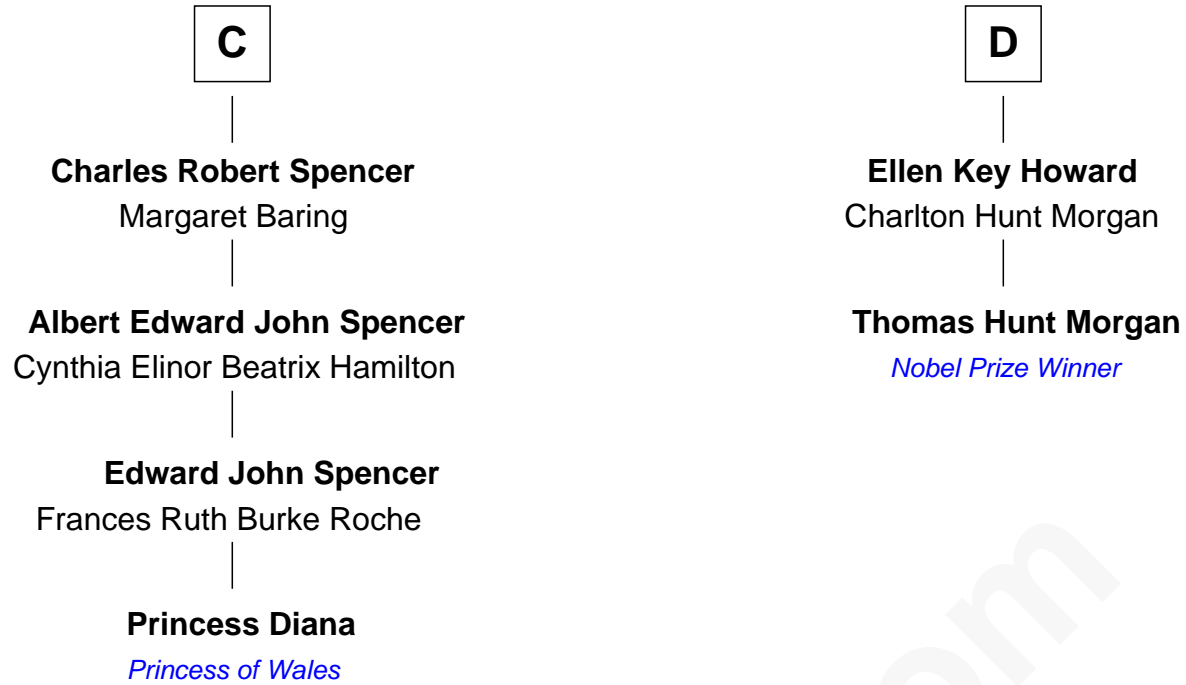 C
Charles Robert Spencer
Margaret Baring
Albert Edward John Spencer
Cynthia Elinor Beatrix Hamilton
Edward John Spencer
Frances Ruth Burke Roche
Princess Diana
Princess of Wales
D
Ellen Key Howard
Charlton Hunt Morgan
Thomas Hunt Morgan
Nobel Prize Winner
om